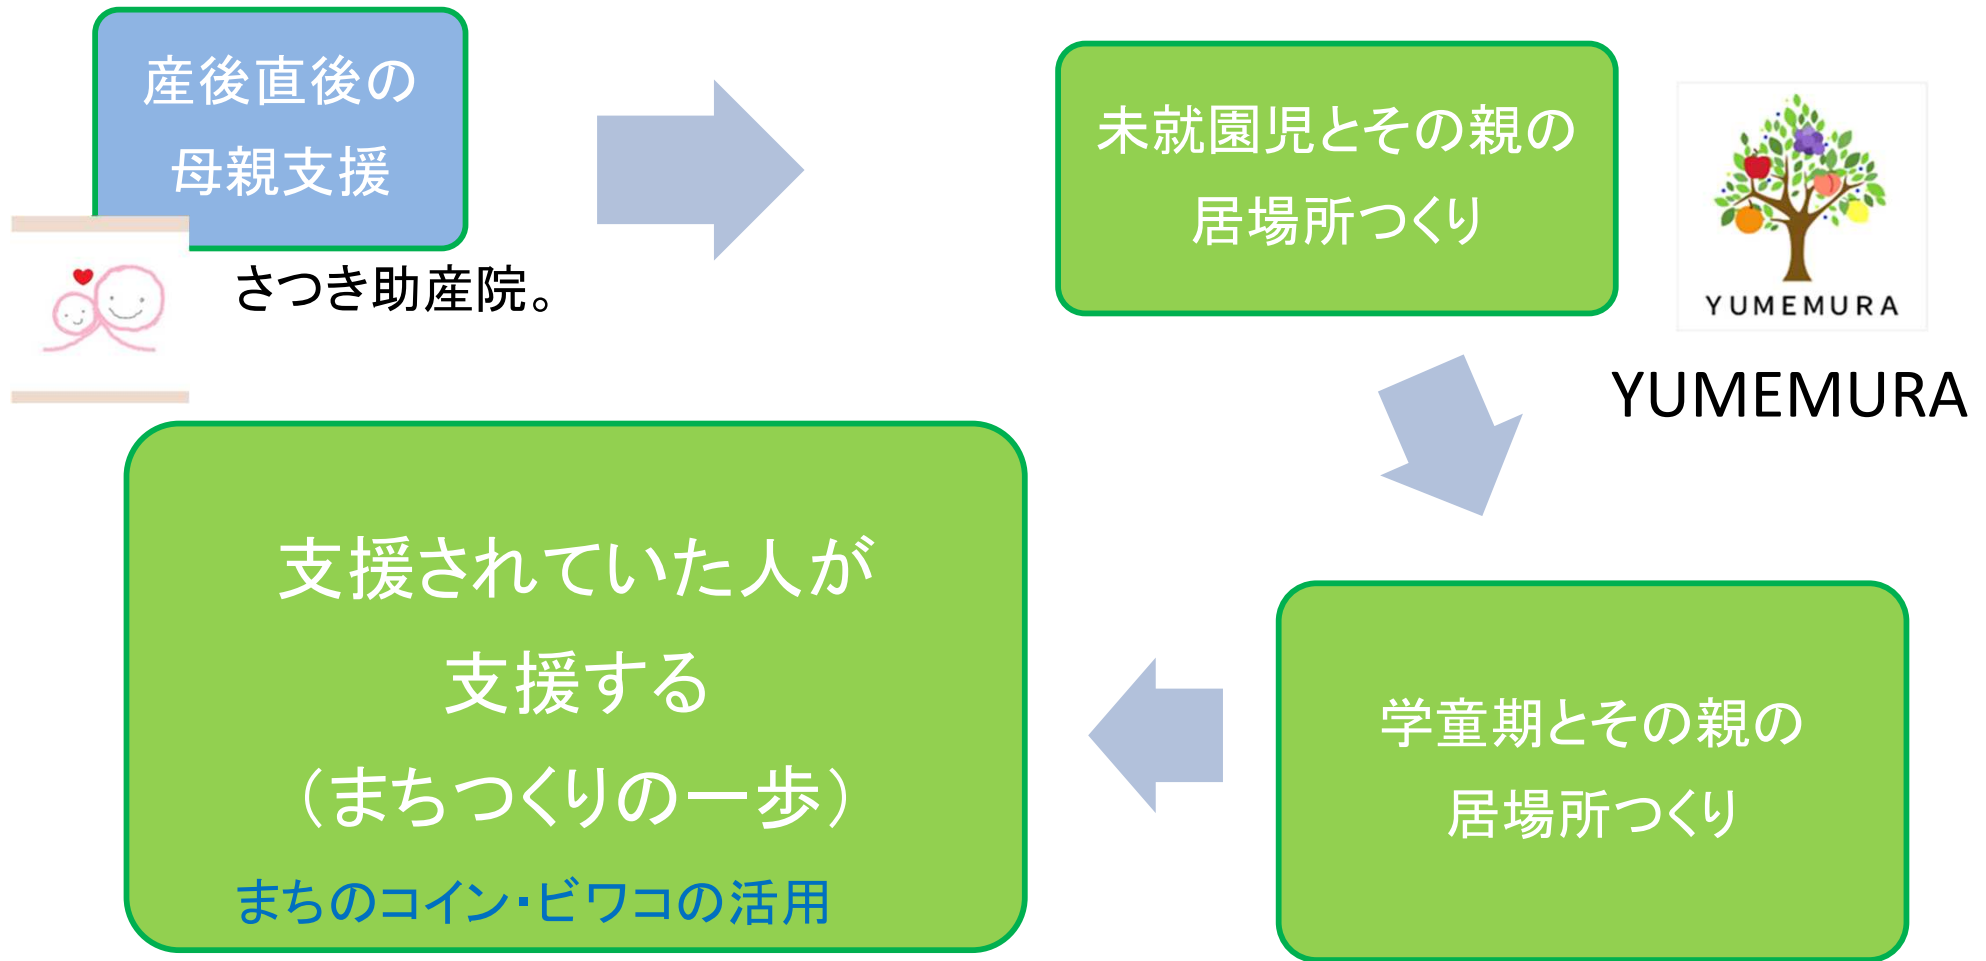 産後直後の
母親支援
さつき助産院。
未就園児とその親の
居場所つくり
YUMEMURA
YUMEMURA
学童期とその親の
居場所つくり
支援されていた人が
支援する
（まちつくりの一歩）
まちのコイン・ビワコの活用